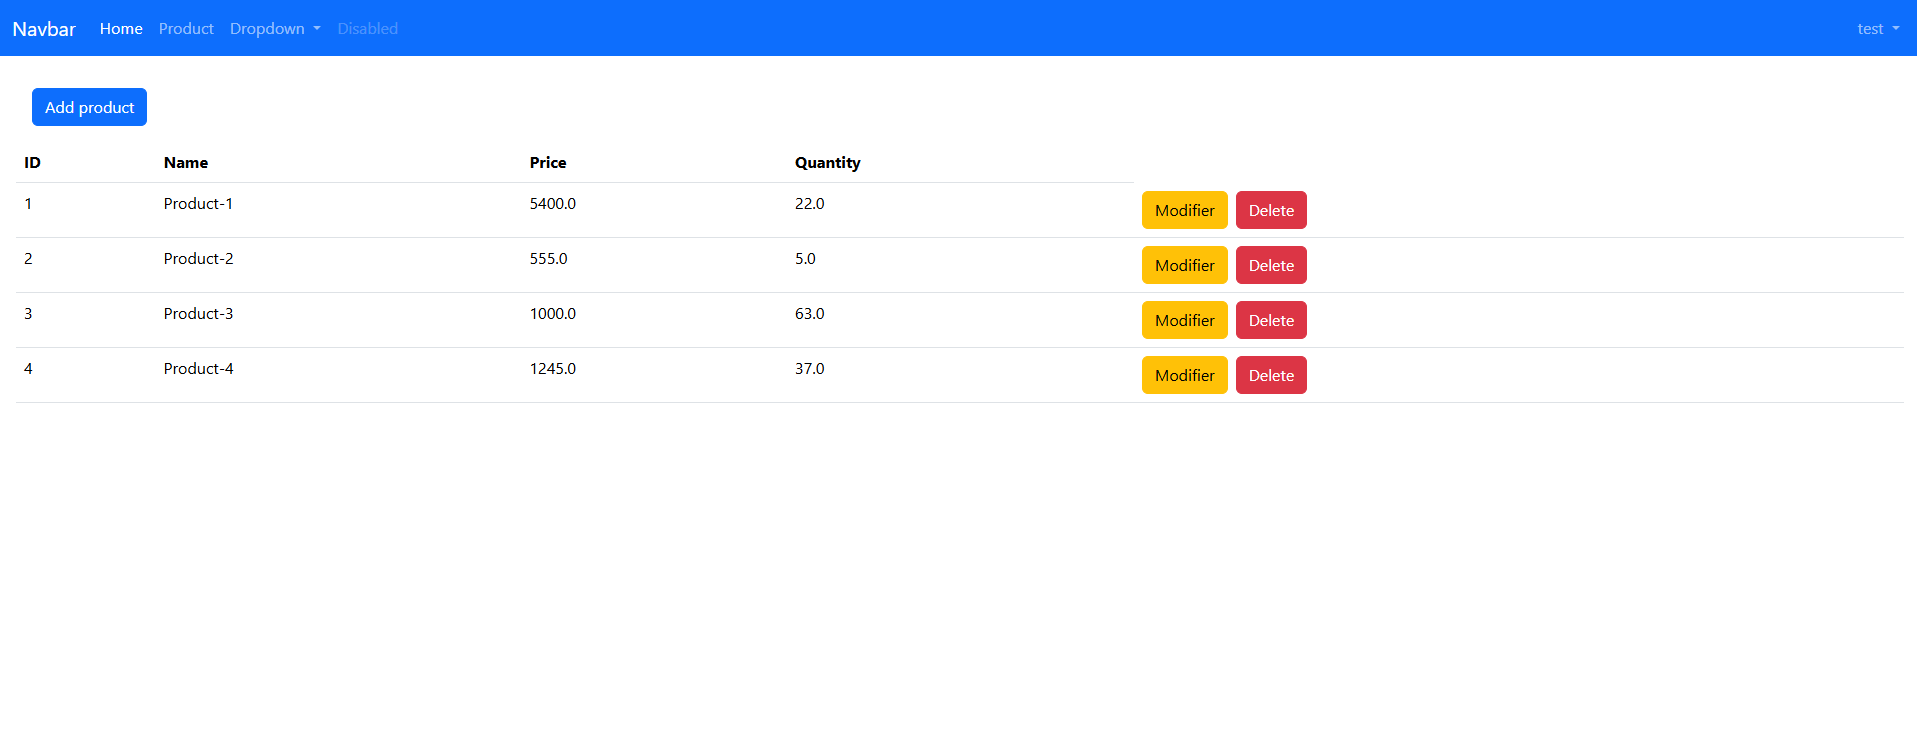 Navbar Home Product Dropdown Disabled test
Add product
ID Name Price Quantity
1 Product-1 5400.0 22.0 Modifier Delete
2 Product-2 555.0 5.0 Modifier Delete
3 Product-3 1000.0 63.0 Modifier Delete
4 Product-4 1245.0 37.0 Modifier Delete